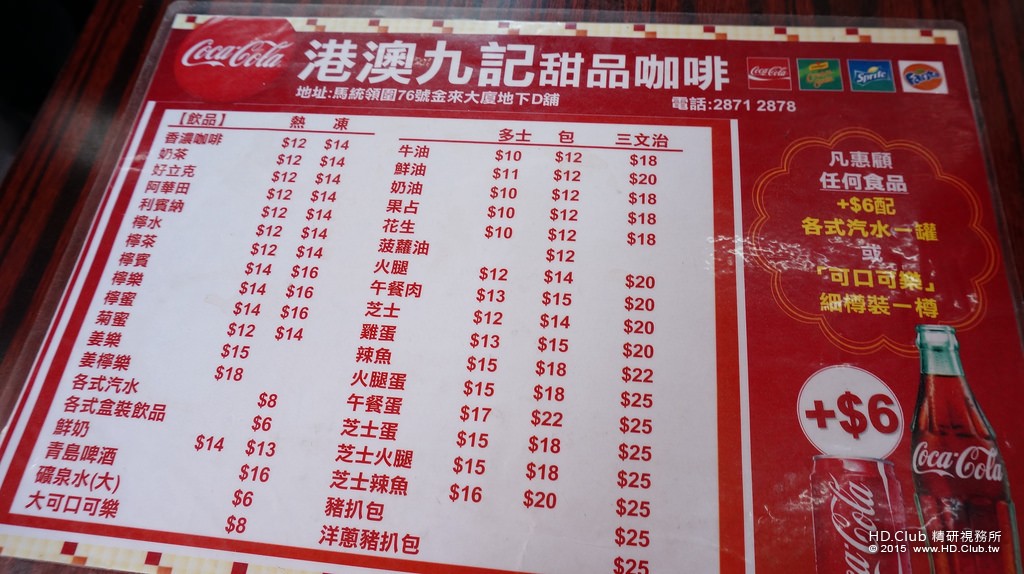 Coca-Cola 港澳九記甜品咖啡
Coca-Cola Sprite Fanta
地址:馬統領圍76號金來大廈地下D舖 電話:2871 2878
【飲品】 熱 凍
香濃咖啡 $12 $14
奶茶 $12 $14
好立克 $12 $14
阿華田 $12 $14
利賓納 $12 $14
檸水 $12 $14
檸茶 $12 $14
檸賓 $14 $16
檸樂 $14 $16
檸蜜 $14 $16
菊蜜 $12 $14
姜樂 $15
姜檸樂 $18
各式汽水 $8
各式盒裝飲品 $6
鮮奶 $14 $13
青島啤酒 $16
礦泉水(大) $6
大可口可樂 $8
多士 包 三文治
牛油 $10 $12 $18
鮮油 $11 $12 $20
奶油 $10 $12 $18
果占 $10 $12 $18
花生 $10 $12 $18
菠蘿油 $12
火腿 $12 $14 $20
午餐肉 $13 $15 $20
芝士 $12 $14 $20
雞蛋 $13 $15 $20
辣魚 $15 $18 $22
火腿蛋 $15 $18 $25
午餐蛋 $17 $22 $25
芝士蛋 $15 $18 $25
芝士火腿 $15 $18 $25
芝士辣魚 $16 $20 $25
豬扒包 $25
洋蔥豬扒包 $25
凡惠顧
任何食品
+$6配
各式汽水一罐
或
「可口可樂」
細樽裝一樽
+$6
Coca-Cola
Coca-Cola
HD.Club 精研視務所
© 2015 www.HD.Club.tw